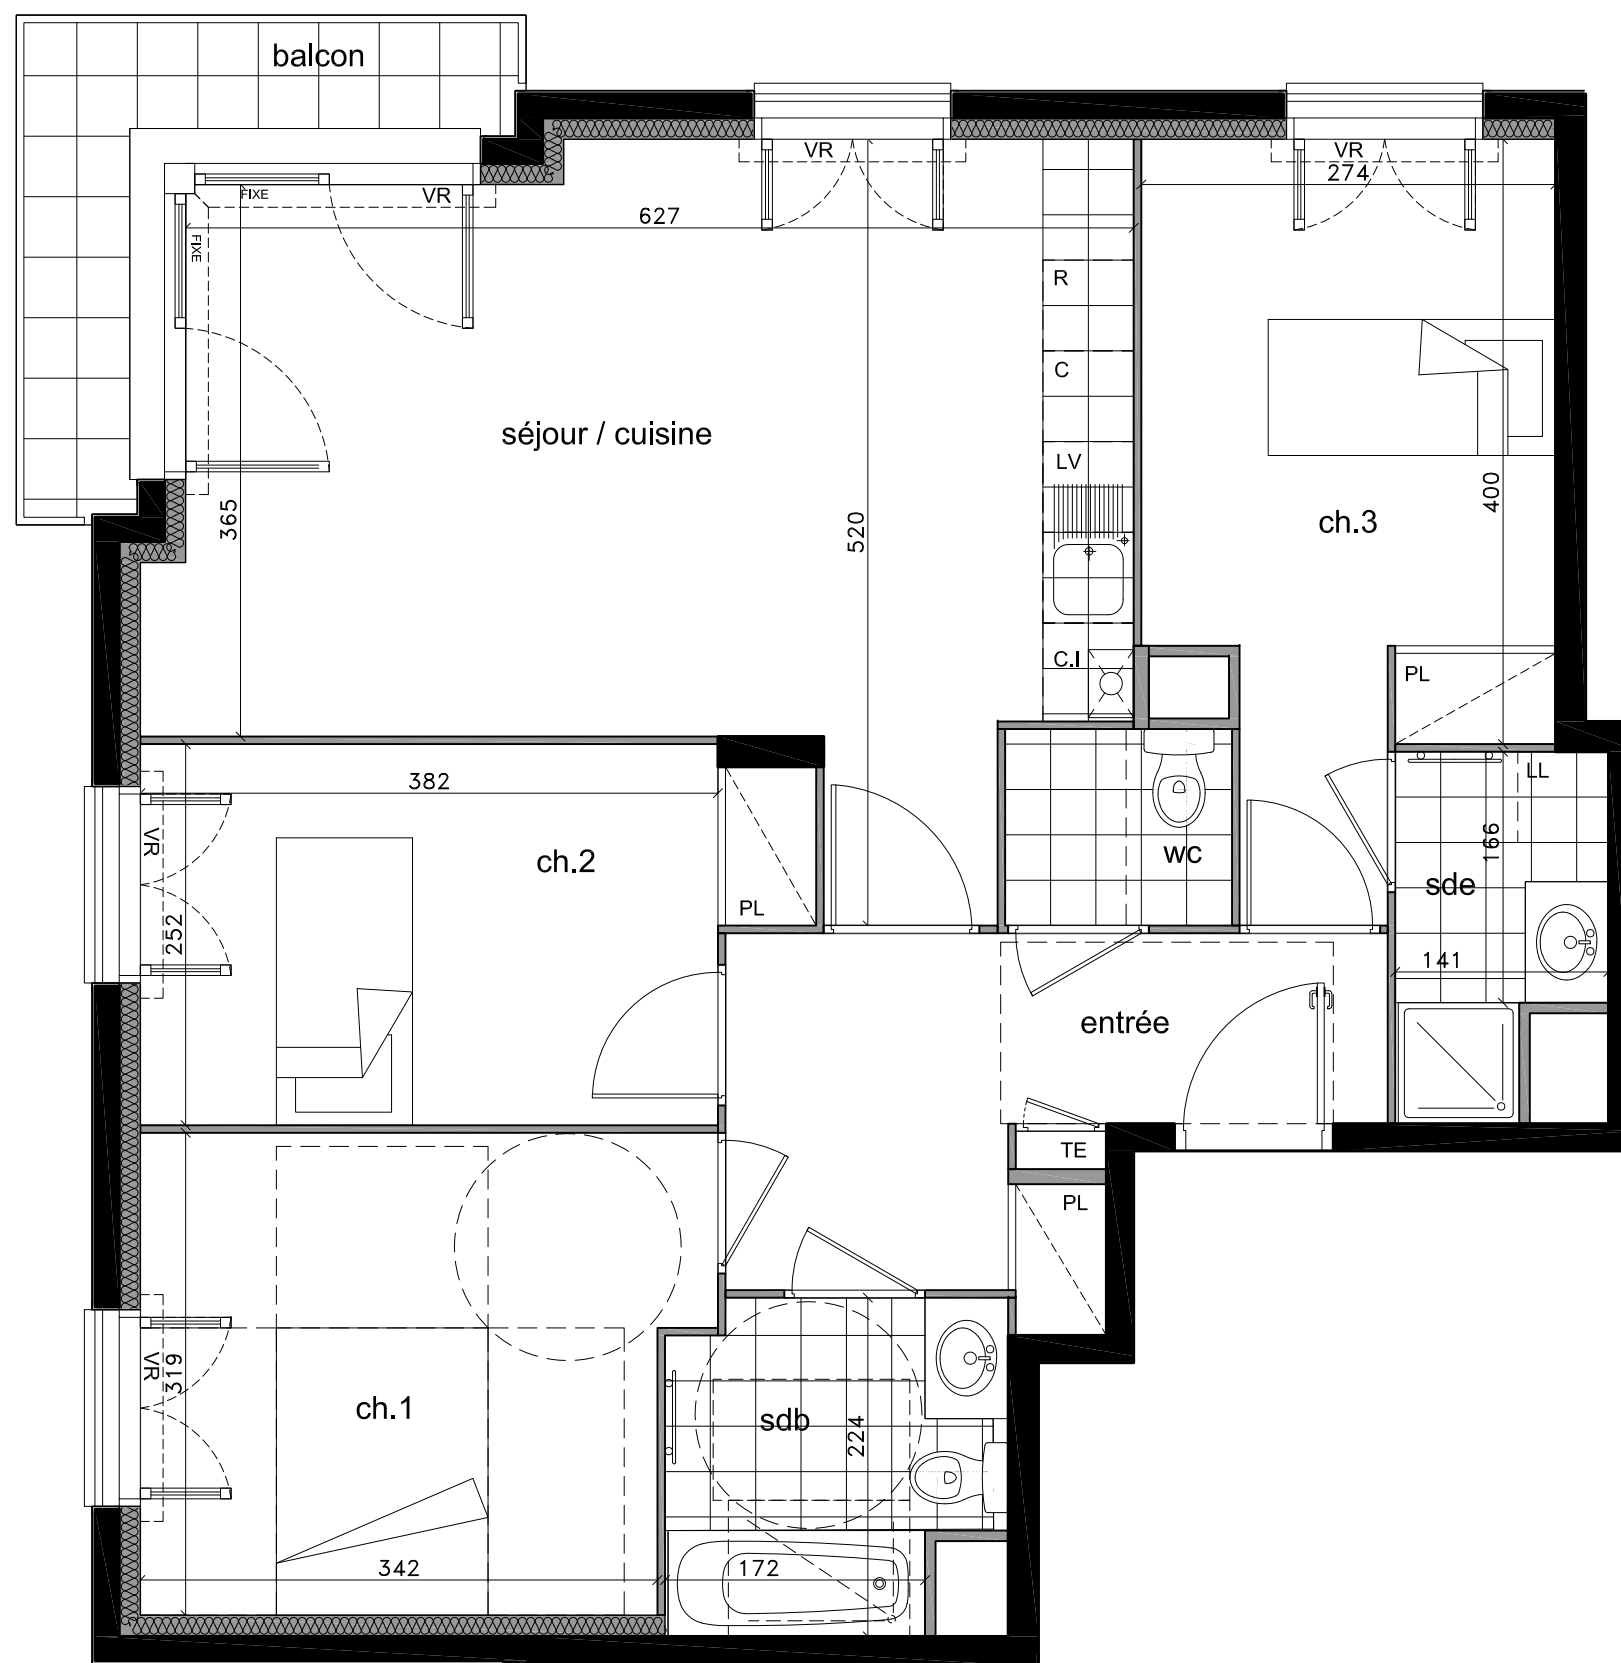 balcon
VR
VR
274
FIXE
VR
627
FIXE
R
C
séjour / cuisine
LV
365
520
400
ch.3
C.I
PL
382
LL
VR
ch.2
166
wc
sde
PL
252
141
entrée
TE
PL
VR
319
ch.1
sdb
224
342
172